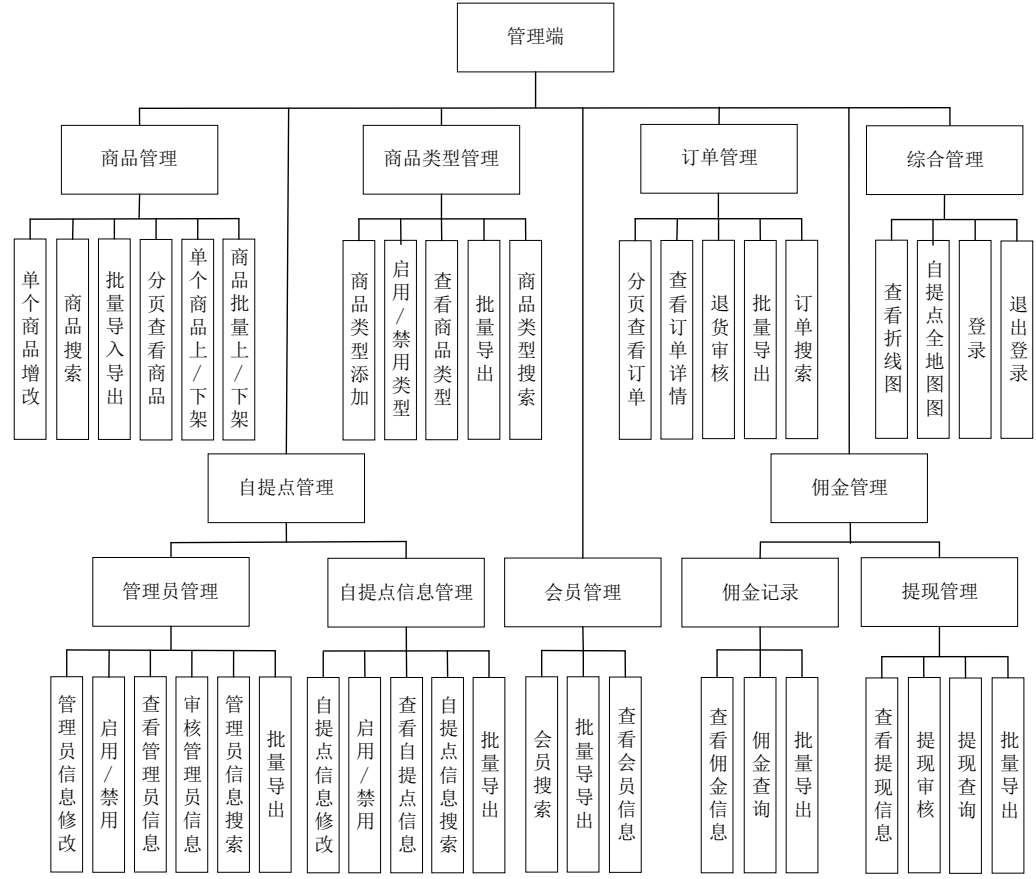 管理端
商品管理
商品类型管理
订单管理
综合管理
单个商品增改
商品搜索
批量导入导出
分页查看商品
单个商品上/下架
商品批量上/下架
商品类型添加
启用/禁用类型
查看商品类型
批量导出
商品类型搜索
分页查看订单
查看订单详情
退货审核
批量导出
订单搜索
查看折线图
自提点全地图图
登录
退出登录
自提点管理
佣金管理
管理员管理
自提点信息管理
会员管理
佣金记录
提现管理
管理员信息修改
启用/禁用
查看管理员信息
审核管理员信息
管理员信息搜索
批量导出
自提点信息修改
启用/禁用
查看自提点信息
自提点信息搜索
批量导出
会员搜索
批量导导出
查看会员信息
查看佣金信息
佣金查询
批量导出
查看提现信息
提现审核
提现查询
批量导出